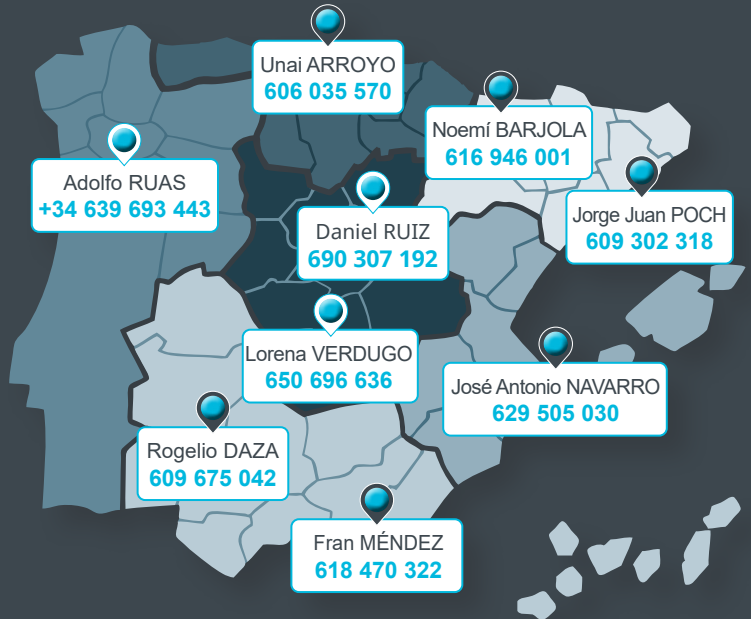 Unai ARROYO
606 035 570
Noemí BARJOLA
616 946 001
Adolfo RUAS
+34 639 693 443
Jorge Juan POCH
609 302 318
Daniel RUIZ
690 307 192
Lorena VERDUGO
650 696 636
José Antonio NAVARRO
629 505 030
Rogelio DAZA
609 675 042
Fran MÉNDEZ
618 470 322